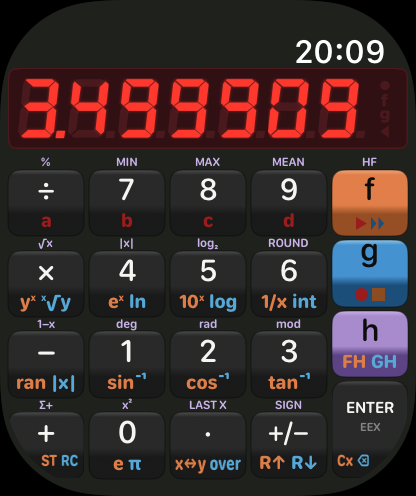 20:09
3.499909
f
g
% MIN MAX MEAN HF
÷ 7 8 9 f
a b c d
√x |x| log₂ ROUND
× 4 5 6 g
yˣ ˣ√y eˣ ln 10ˣ log 1/x int
1–x deg rad mod
− 1 2 3 h
ran |x| sin⁻¹ cos⁻¹ tan⁻¹ FH GH
Σ+ x² LAST X SIGN
+ 0 · +/− ENTER
EEX
ST RC e π x↔y over R↑ R↓ Cx ⌫